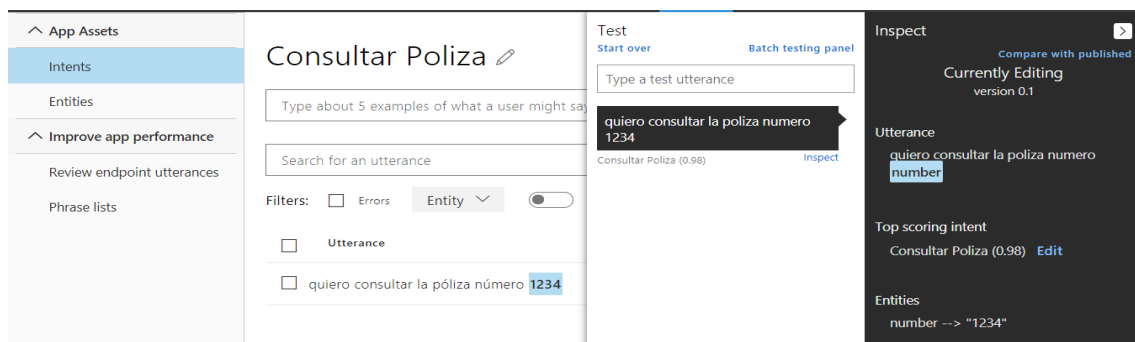 App Assets
Intents
Entities
Improve app performance
Review endpoint utterances
Phrase lists
Consultar Poliza
Type about 5 examples of what a user might say
Search for an utterance
Filters: Errors Entity
Utterance
quiero consultar la póliza número 1234
Test
Start over Batch testing panel
Type a test utterance
quiero consultar la poliza numero
1234
Consultar Poliza (0.98) Inspect
Inspect
Compare with published
Currently Editing
version 0.1
Utterance
quiero consultar la poliza numero
number
Top scoring intent
Consultar Poliza (0.98) Edit
Entities
number --> "1234"